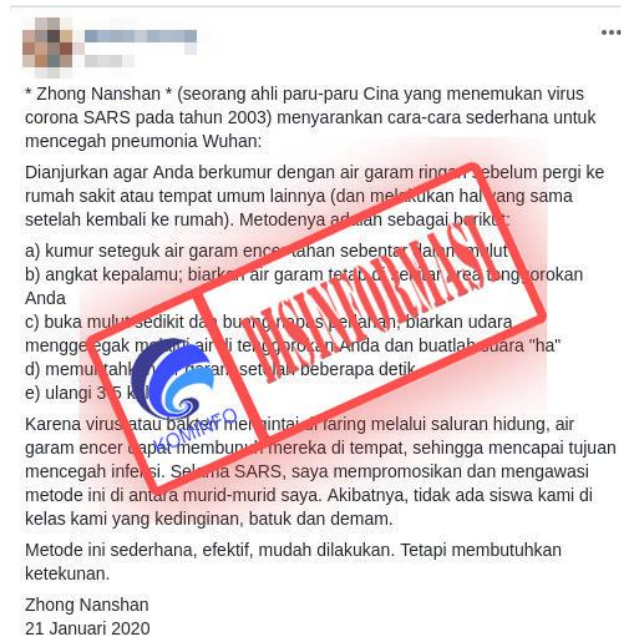 * Zhong Nanshan * (seorang ahli paru-paru Cina yang menemukan virus
corona SARS pada tahun 2003) menyarankan cara-cara sederhana untuk
mencegah pneumonia Wuhan:
Dianjurkan agar Anda berkumur dengan air garam ringan sebelum pergi ke
rumah sakit atau tempat umum lainnya (dan melakukan hal yang sama
setelah kembali ke rumah). Metodenya adalah sebagai berikut:
a) kumur seteguk air garam encer tahan sebentar dalam mulut
b) angkat kepalamu; biarkan air garam tetap di sekitar area tenggorokan
Anda
c) buka mulut sedikit dan buang napas perlahan, biarkan udara
menggelegak melalui air di tenggorokan Anda dan buatlah suara "ha"
d) memuntahkan garam setelah beberapa detik
e) ulangi 3-5 kali
Karena virus atau bakteri mengintai di faring melalui saluran hidung, air
garam encer dapat membunuh mereka di tempat, sehingga mencapai tujuan
mencegah infeksi. Selama SARS, saya mempromosikan dan mengawasi
metode ini di antara murid-murid saya. Akibatnya, tidak ada siswa kami di
kelas kami yang kedinginan, batuk dan demam.
Metode ini sederhana, efektif, mudah dilakukan. Tetapi membutuhkan
ketekunan.
Zhong Nanshan
21 Januari 2020
KOMINFO
DISINFORMASI